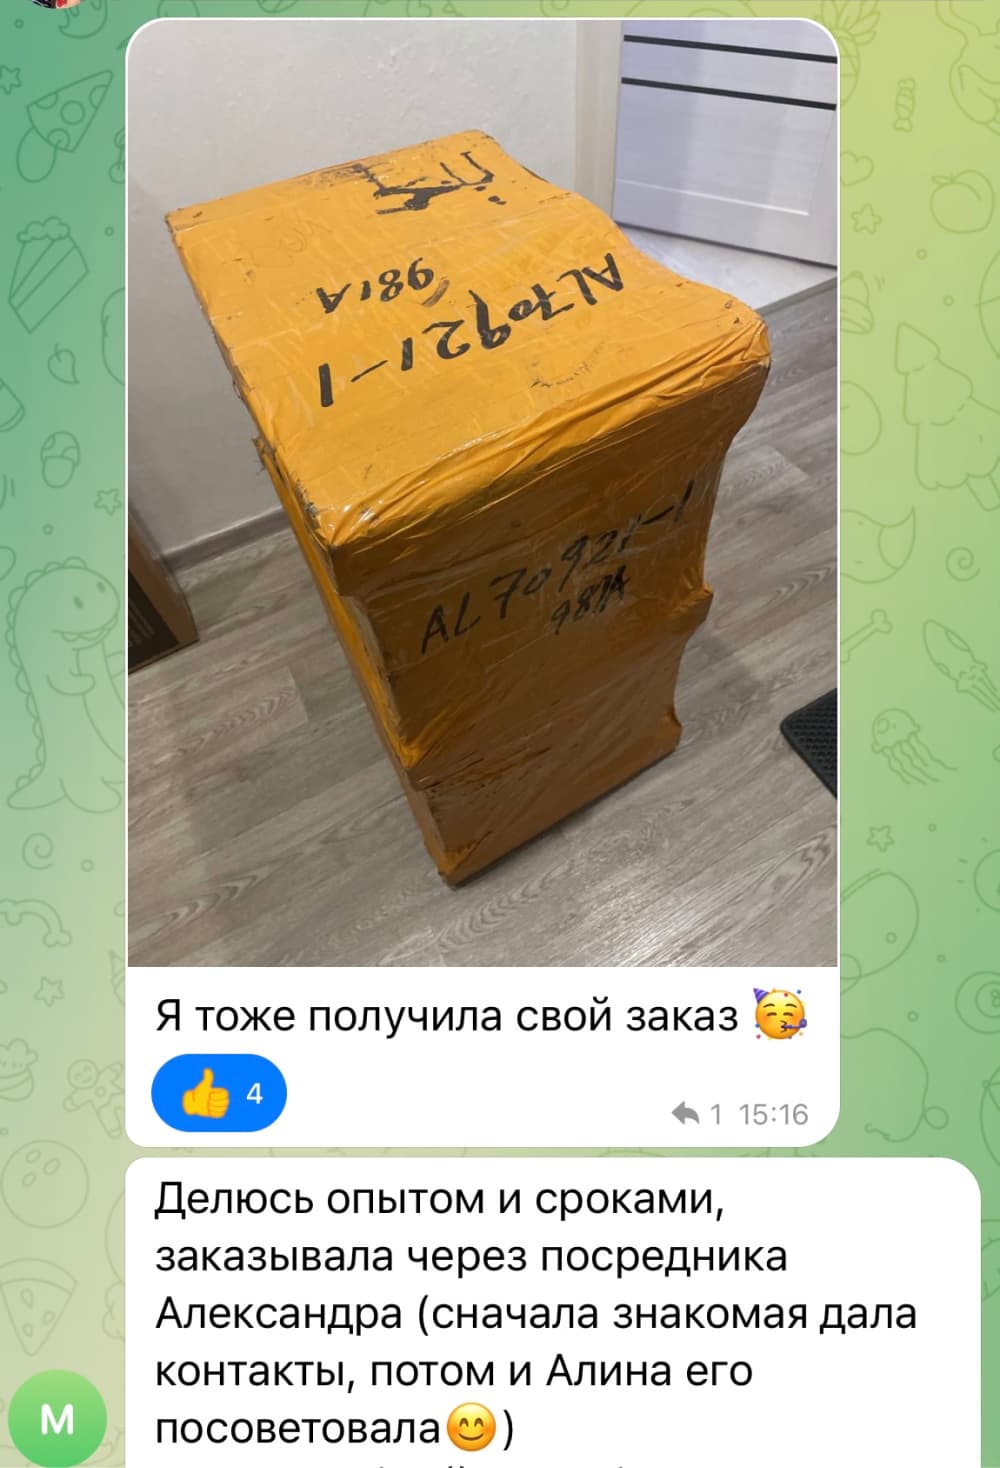 981A
AL70921-1
AL70921-1
981A
Я тоже получила свой заказ 🥳
👍 4
1 15:16
Делюсь опытом и сроками,
заказывала через посредника
Александра (сначала знакомая дала
контакты, потом и Алина его
посоветовала😊)
М